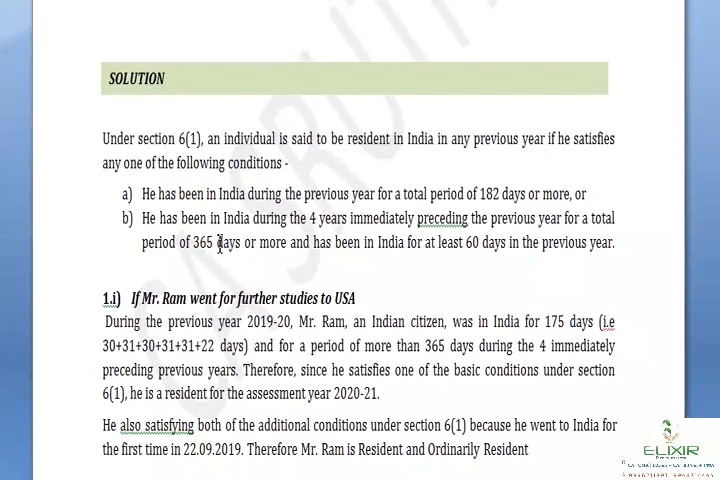 SOLUTION
Under section 6(1), an individual is said to be resident in India in any previous year if he satisfies
any one of the following conditions -
a) He has been in India during the previous year for a total period of 182 days or more, or
b) He has been in India during the 4 years immediately preceding the previous year for a total
period of 365 days or more and has been in India for at least 60 days in the previous year.
1.i) If Mr. Ram went for further studies to USA
During the previous year 2019-20, Mr. Ram, an Indian citizen, was in India for 175 days (i.e
30+31+30+31+31+22 days) and for a period of more than 365 days during the 4 immediately
preceding previous years. Therefore, since he satisfies one of the basic conditions under section
6(1), he is a resident for the assessment year 2020-21.
He also satisfying both of the additional conditions under section 6(1) because he went to India for
the first time in 22.09.2019. Therefore Mr. Ram is Resident and Ordinarily Resident
ELIXIR